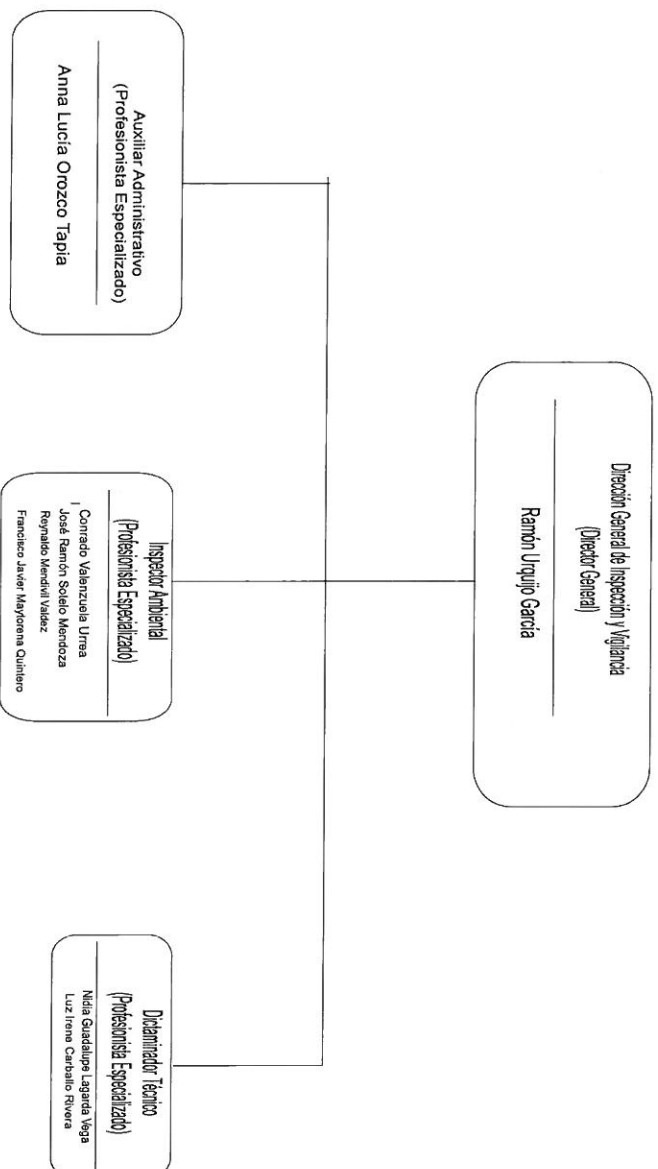 Dirección General de Inspección y Vigilancia
(Director General)
Ramón Urquijo García
Auxiliar Administrativo
(Profesionista Especializado)
Anna Lucía Orozco Tapia
Inspector Ambiental
(Profesionista Especializado)
Conrado Valenzuela Urrea
José Ramón Sotelo Mendoza
Reynaldo Mendivil Valdez
Francisco Javier Maytorena Quintero
Dictaminador Técnico
(Profesionista Especializado)
Nidia Guadalupe Lagarda Vega
Luz Irene Carballo Rivera